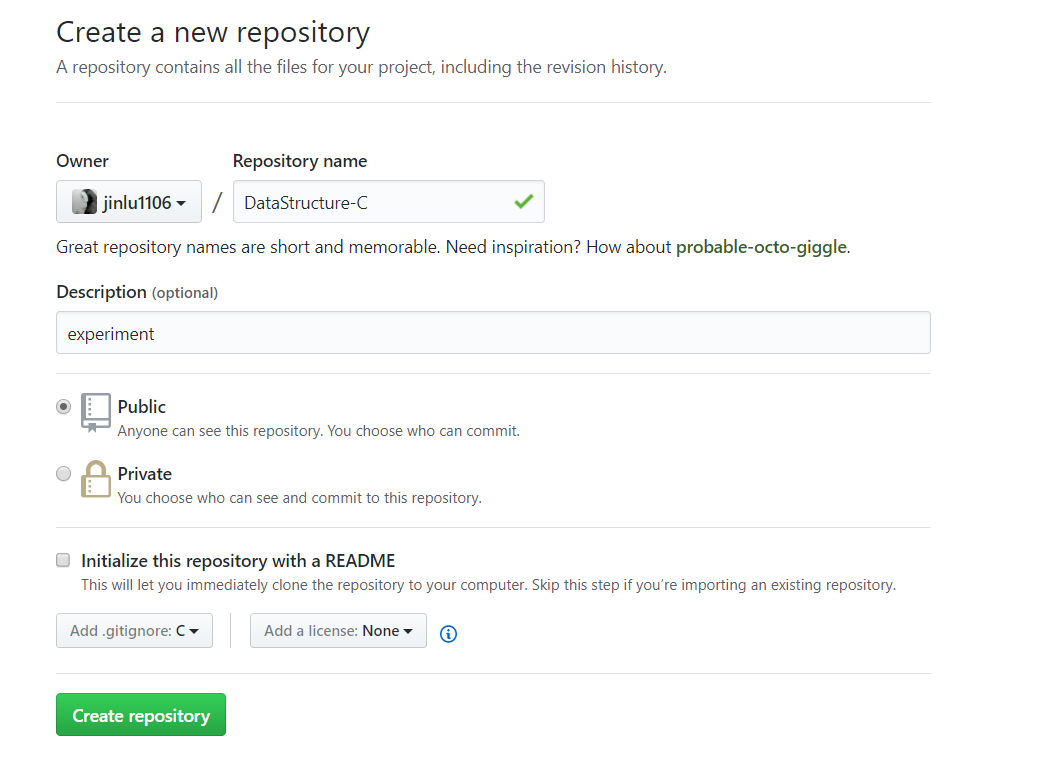 Create a new repository
A repository contains all the files for your project, including the revision history.
Owner Repository name
jinlu1106 / DataStructure-C
Great repository names are short and memorable. Need inspiration? How about probable-octo-giggle.
Description (optional)
experiment
Public
Anyone can see this repository. You choose who can commit.
Private
You choose who can see and commit to this repository.
Initialize this repository with a README
This will let you immediately clone the repository to your computer. Skip this step if you’re importing an existing repository.
Add .gitignore: C Add a license: None
Create repository